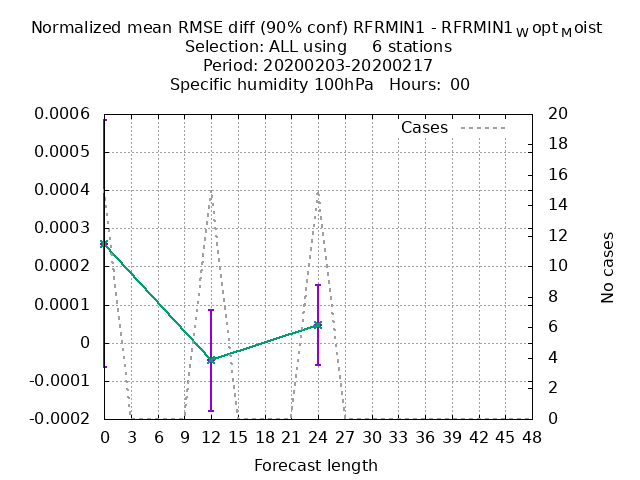 Normalized mean RMSE diff (90% conf) RFRMIN1 - RFRMIN1WoptMoist
Selection: ALL using 6 stations
Period: 20200203-20200217
Specific humidity 100hPa Hours: 00
Cases
0.0006
0.0005
0.0004
0.0003
0.0002
0.0001
0
-0.0001
-0.0002
20
18
16
14
12
10
8
6
4
2
0
No cases
0 3 6 9 12 15 18 21 24 27 30 33 36 39 42 45 48
Forecast length